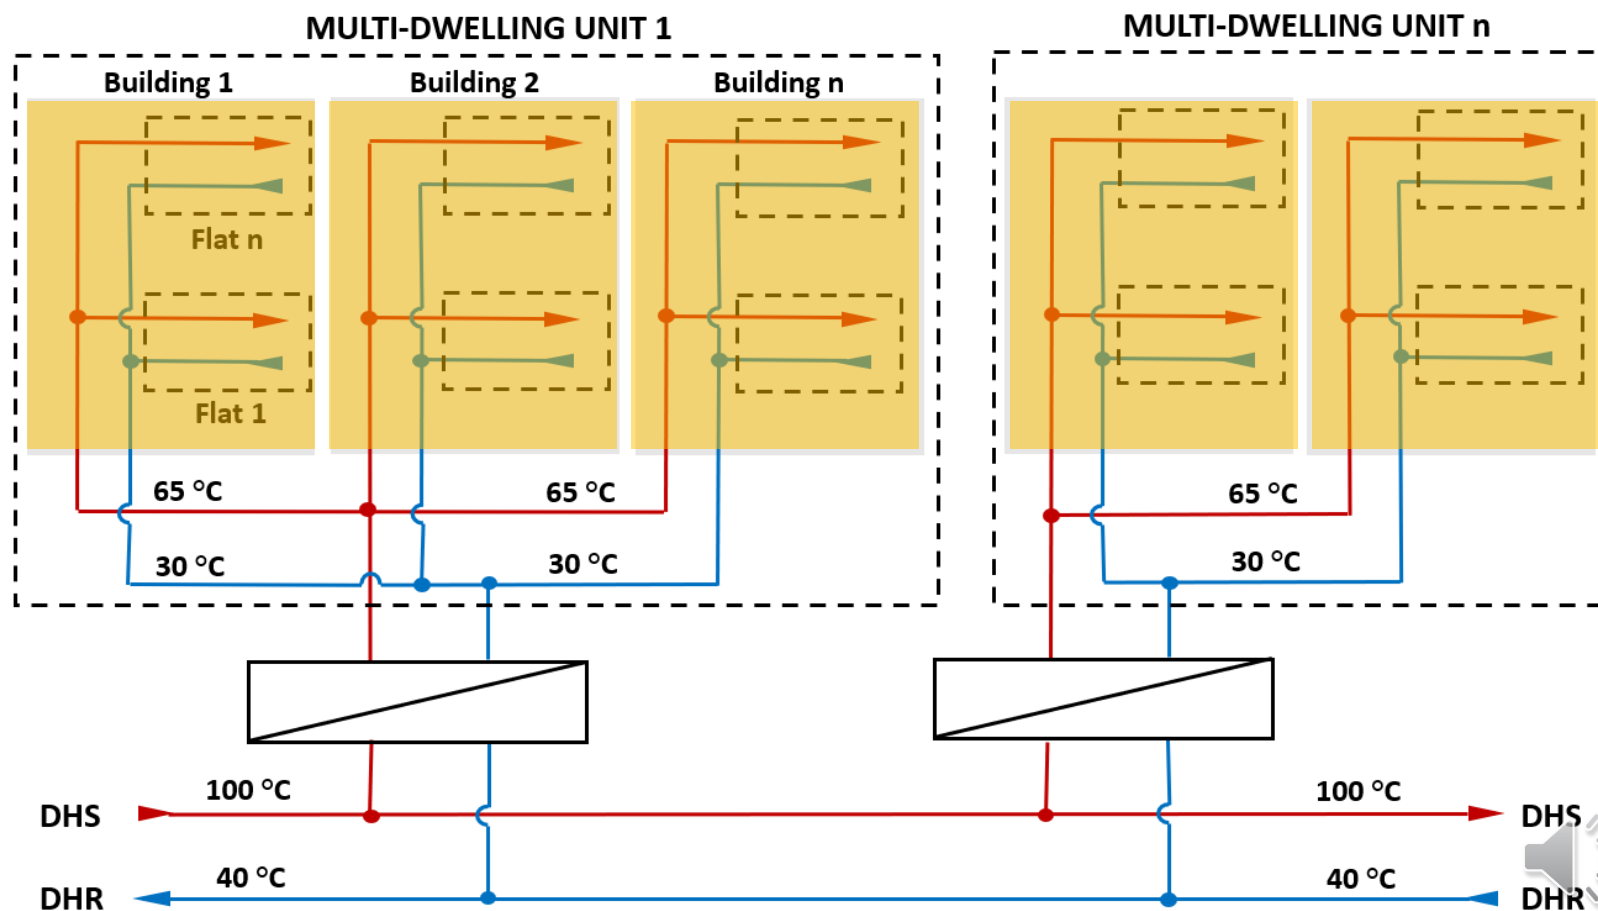 MULTI-DWELLING UNIT 1
MULTI-DWELLING UNIT n
Building 1
Building 2
Building n
Flat n
Flat 1
65 °C
65 °C
65 °C
30 °C
30 °C
30 °C
100 °C
100 °C
DHS
DHS
40 °C
40 °C
DHR
DHR